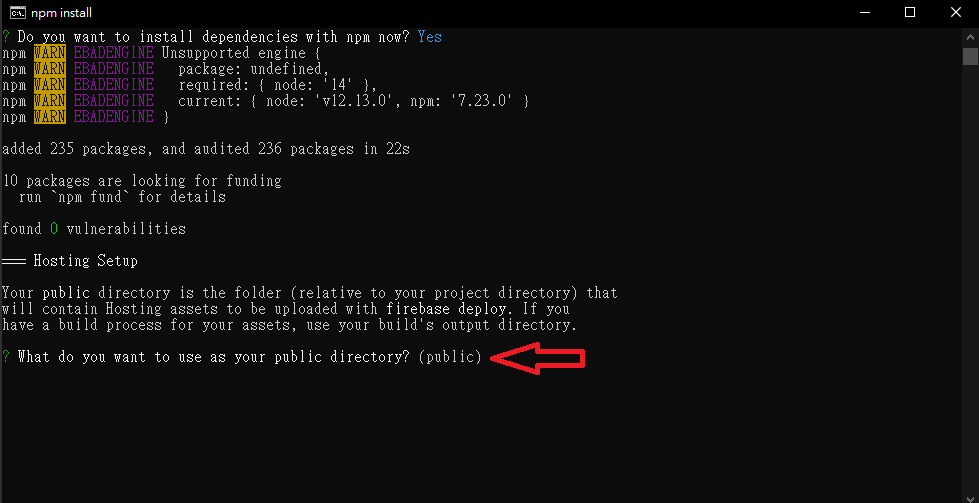 npm install
? Do you want to install dependencies with npm now? Yes
npm WARN EBADENGINE Unsupported engine {
npm WARN EBADENGINE   package: undefined,
npm WARN EBADENGINE   required: { node: '14' },
npm WARN EBADENGINE   current: { node: 'v12.13.0', npm: '7.23.0' }
npm WARN EBADENGINE }
added 235 packages, and audited 236 packages in 22s
10 packages are looking for funding
  run `npm fund` for details
found 0 vulnerabilities
=== Hosting Setup
Your public directory is the folder (relative to your project directory) that
will contain Hosting assets to be uploaded with firebase deploy. If you
have a build process for your assets, use your build's output directory.
? What do you want to use as your public directory? (public)